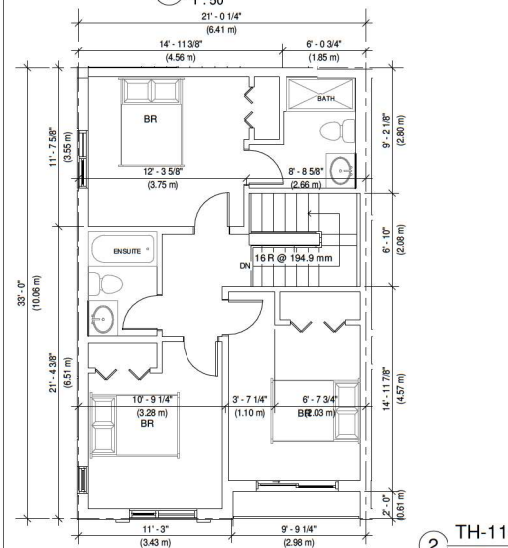 1 : 50
21' - 0 1/4"
(6.41 m)
14' - 11 3/8"
(4.56 m)
6' - 0 3/4"
(1.85 m)
BATH
BR
11' - 7 5/8"
(3.55 m)
9' - 2 1/8"
(2.80 m)
12' - 3 5/8"
(3.75 m)
8' - 8 5/8"
(2.66 m)
6' - 10"
(2.08 m)
ENSUITE
DN
16 R @ 194.9 mm
33' - 0"
(10.06 m)
21' - 4 3/8"
(6.51 m)
14' - 11 7/8"
(4.57 m)
10' - 9 1/4"
(3.28 m)
BR
3' - 7 1/4"
(1.10 m)
6' - 7 3/4"
BR
2.03 m)
2' - 0"
(0.61 m)
11' - 3"
(3.43 m)
9' - 9 1/4"
(2.98 m)
2
TH-11